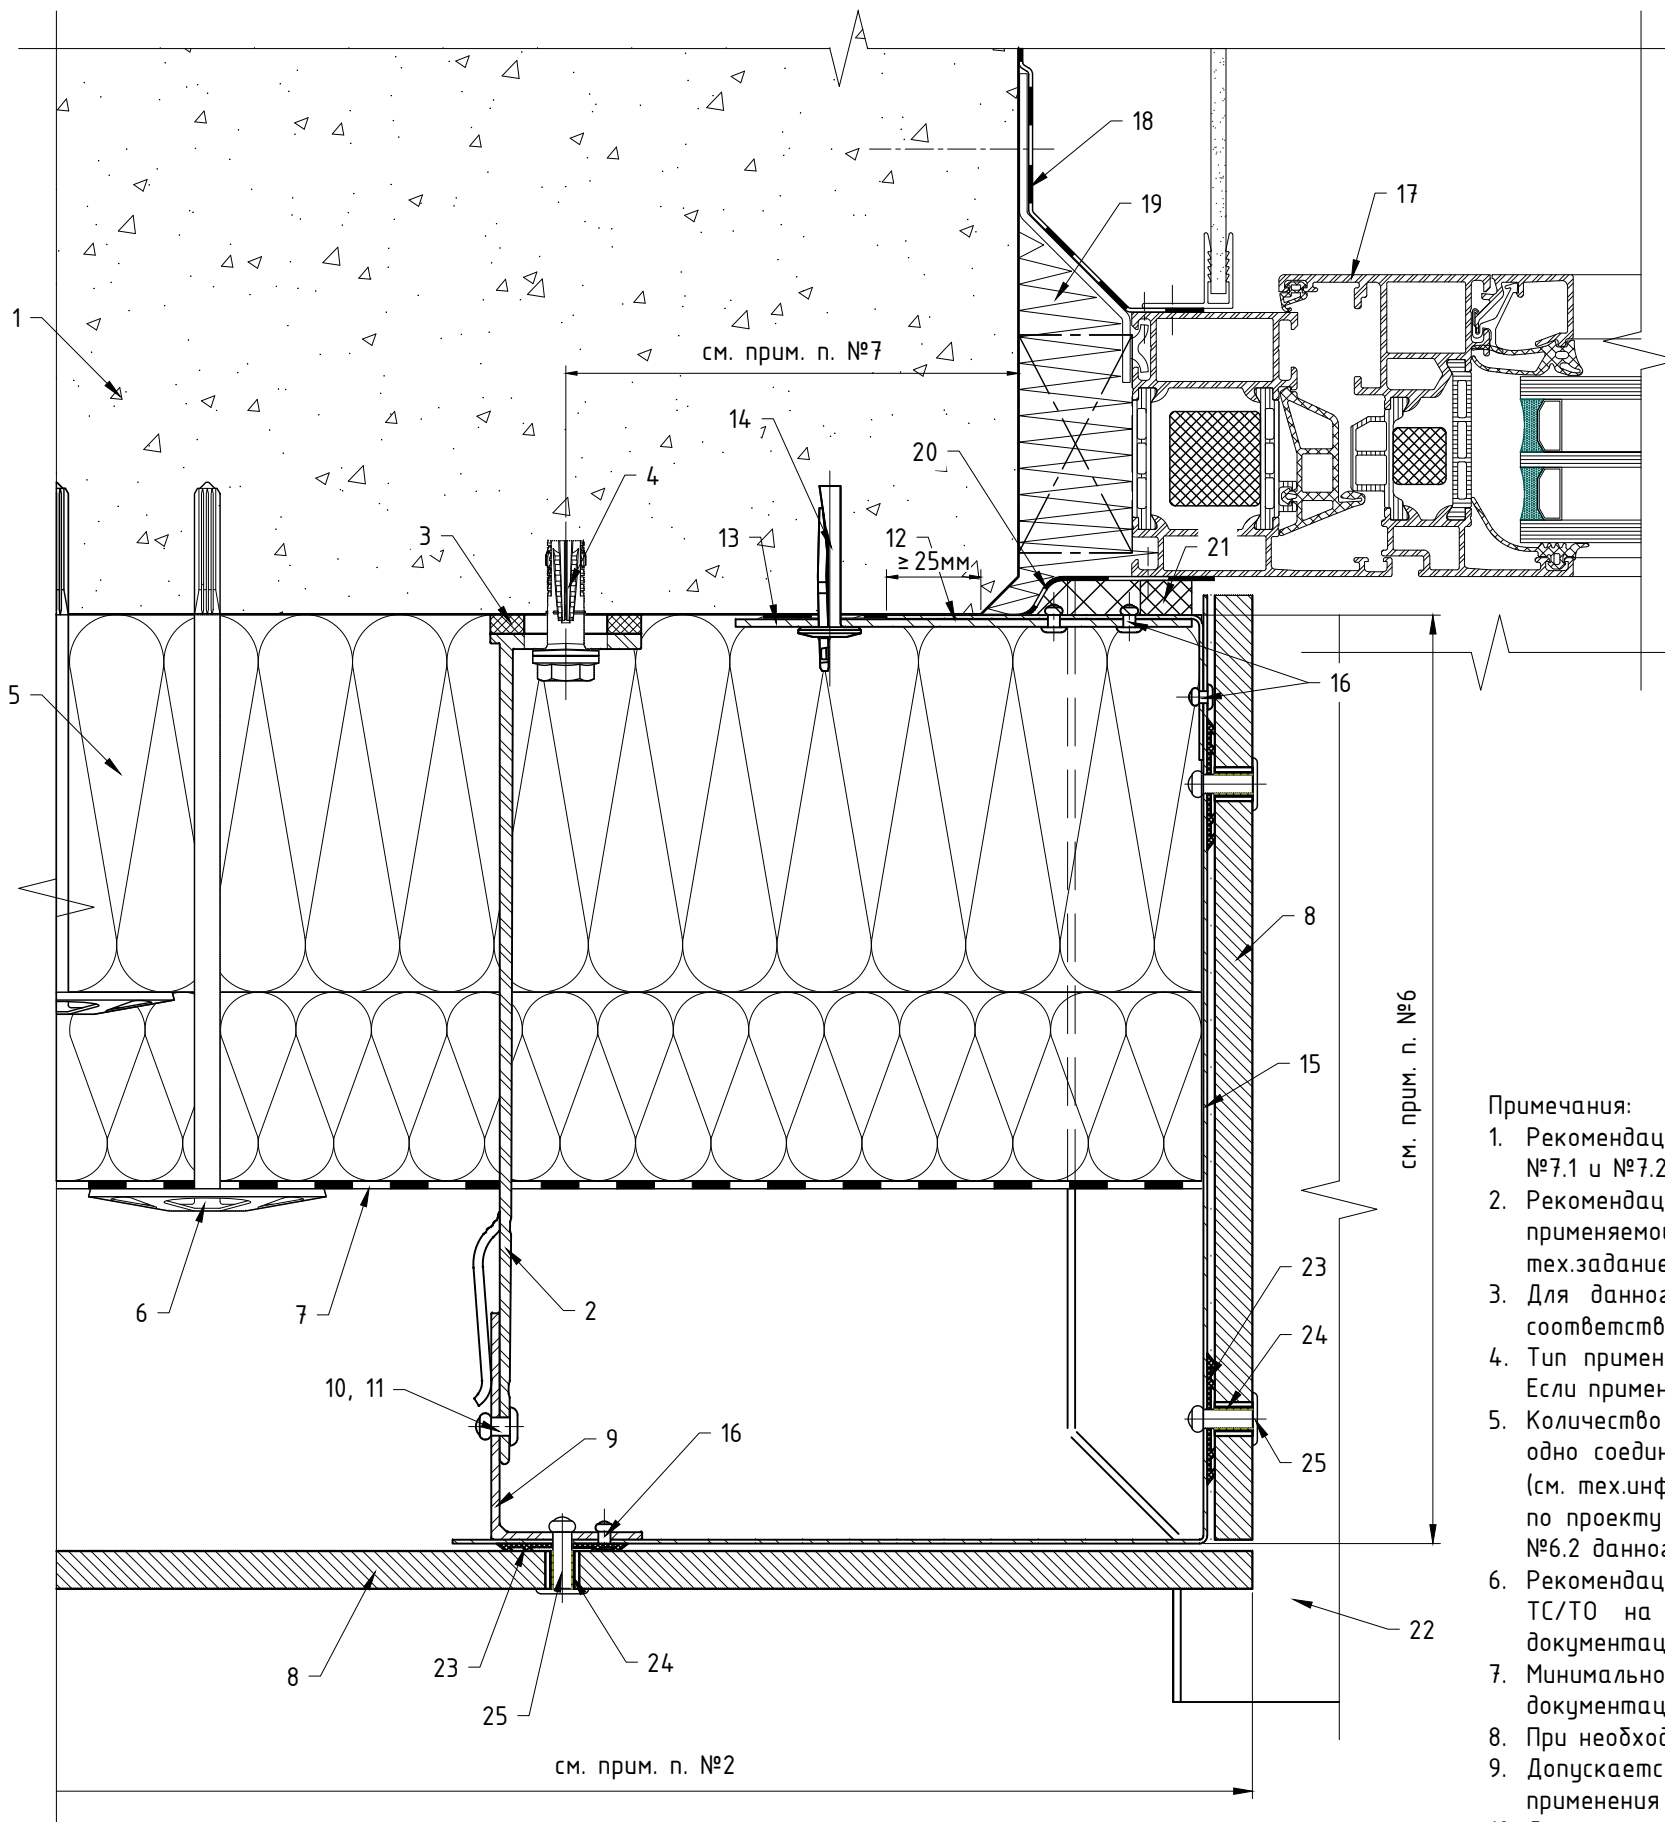 18
19
17
1
см. прим. п. №7
14
4
20
3
13
12
≥ 25мм
21
5
16
8
см. прим. п. №6
15
6
7
2
23
24
10, 11
9
16
25
22
8
23
24
25
см. прим. п. №2
Примечания:
1. Рекомендац
№7.1 и №7.2
2. Рекомендац
применяемо
тех.задание
3. Для данног
соответств
4. Тип примен
Если примен
5. Количество
одно соедин
(см. тех.инф
по проекту
№6.2 данног
6. Рекомендац
ТС/ТО на
документац
7. Минимально
документац
8. При необход
9. Допускаетс
применения